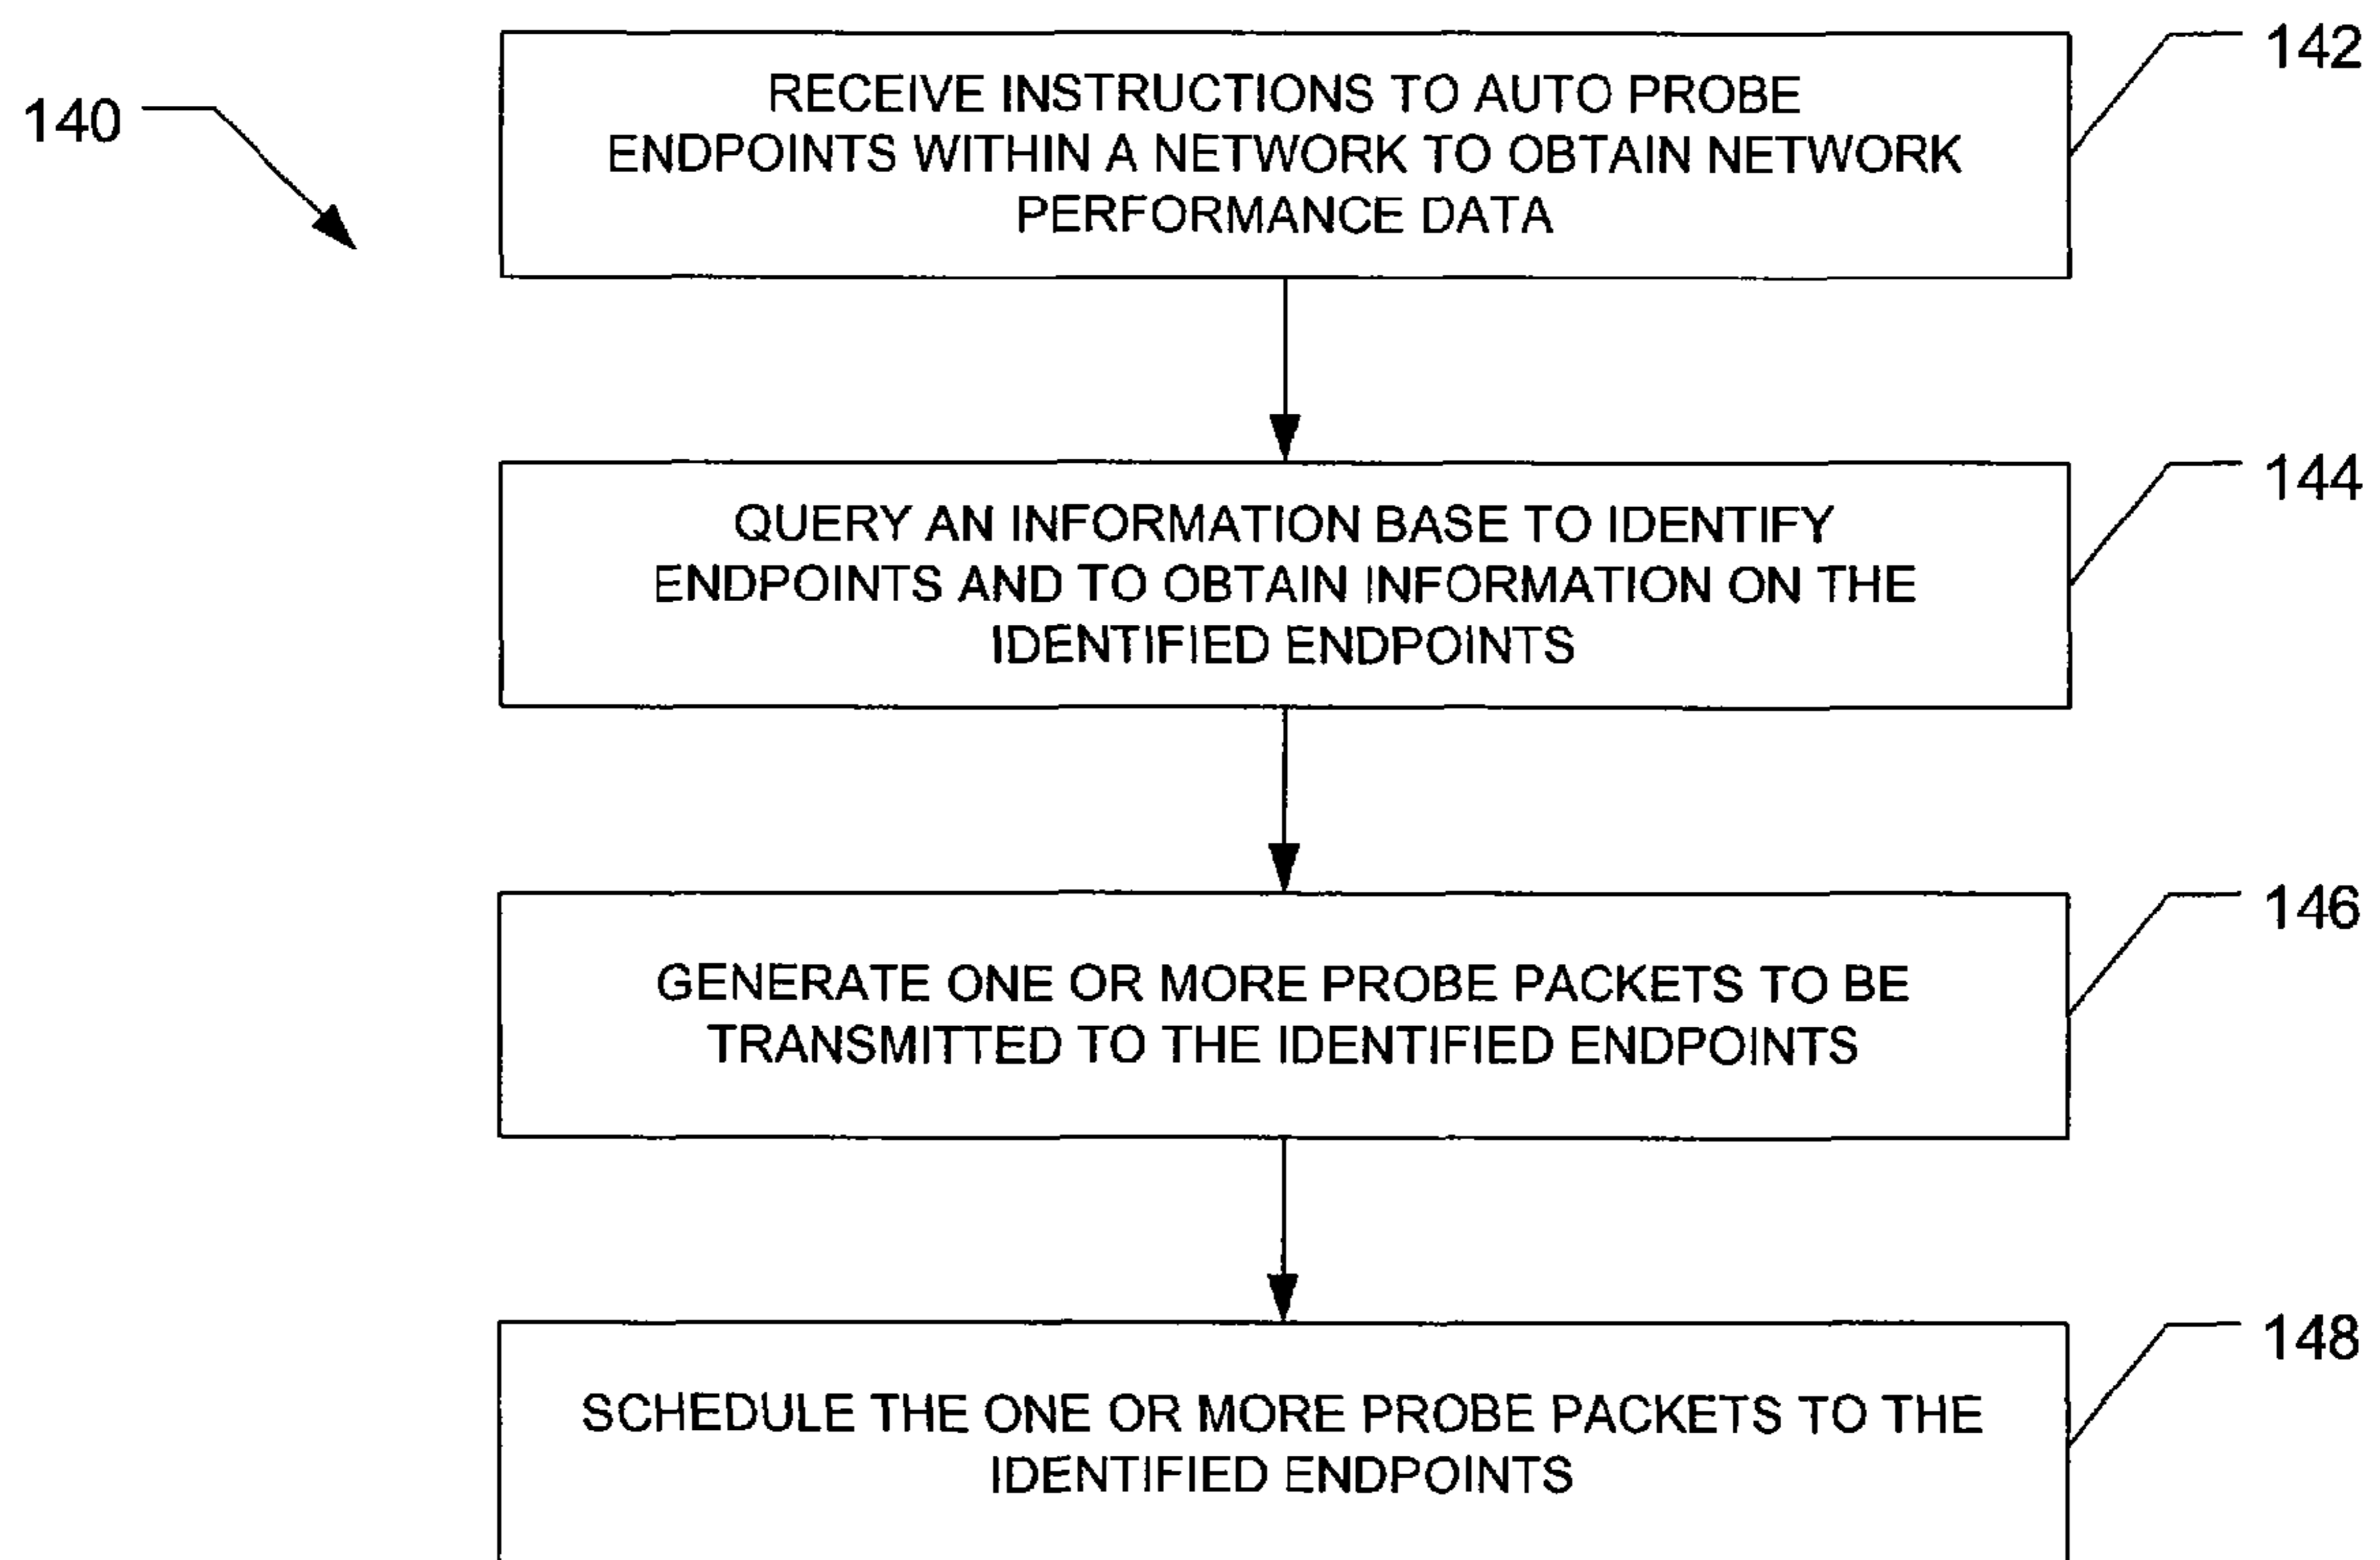 142
RECEIVE INSTRUCTIONS TO AUTO PROBE
ENDPOINTS WITHIN A NETWORK TO OBTAIN NETWORK
PERFORMANCE DATA
140
144
QUERY AN INFORMATION BASE TO IDENTIFY
ENDPOINTS AND TO OBTAIN INFORMATION ON THE
IDENTIFIED ENDPOINTS
146
GENERATE ONE OR MORE PROBE PACKETS TO BE
TRANSMITTED TO THE IDENTIFIED ENDPOINTS
148
SCHEDULE THE ONE OR MORE PROBE PACKETS TO THE
IDENTIFIED ENDPOINTS